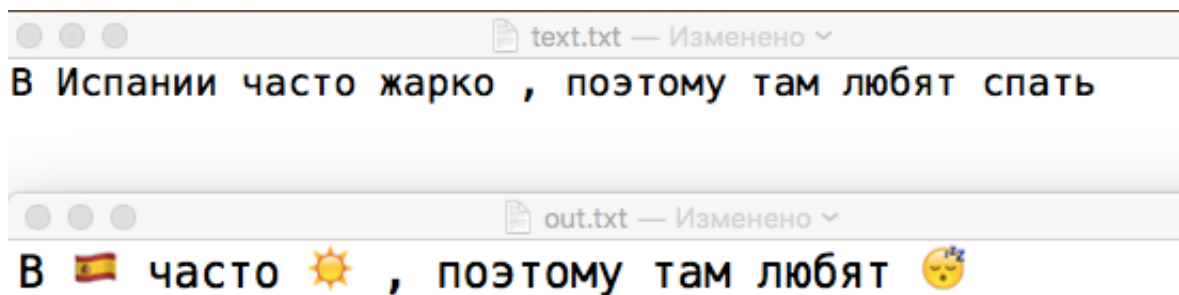 text.txt — Изменено
В Испании часто жарко , поэтому там любят спать
out.txt — Изменено
В 🇪🇸 часто ☀️ , поэтому там любят 😴